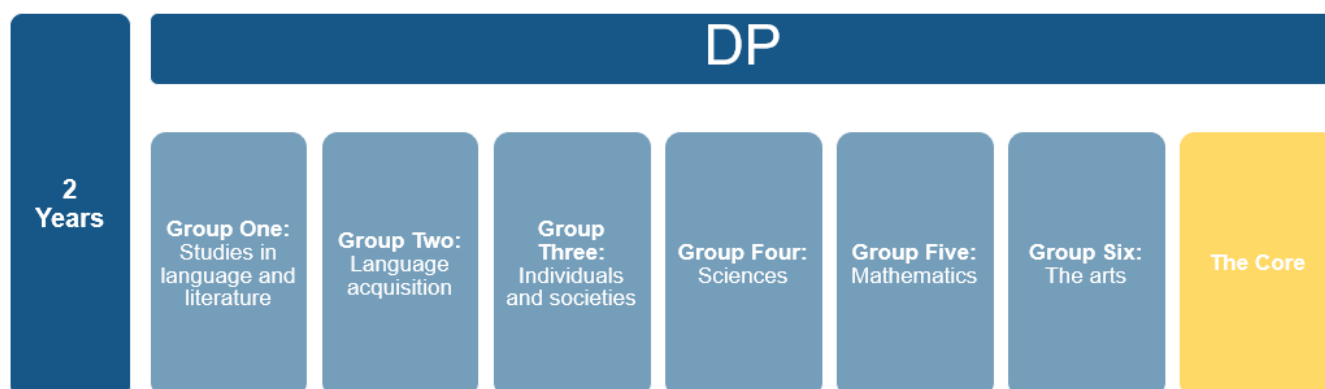 DP
2
Years
Group One:
Studies in
language and
literature
Group Two:
Language
acquisition
Group
Three:
Individuals
and societies
Group Four:
Sciences
Group Five:
Mathematics
Group Six:
The arts
The Core